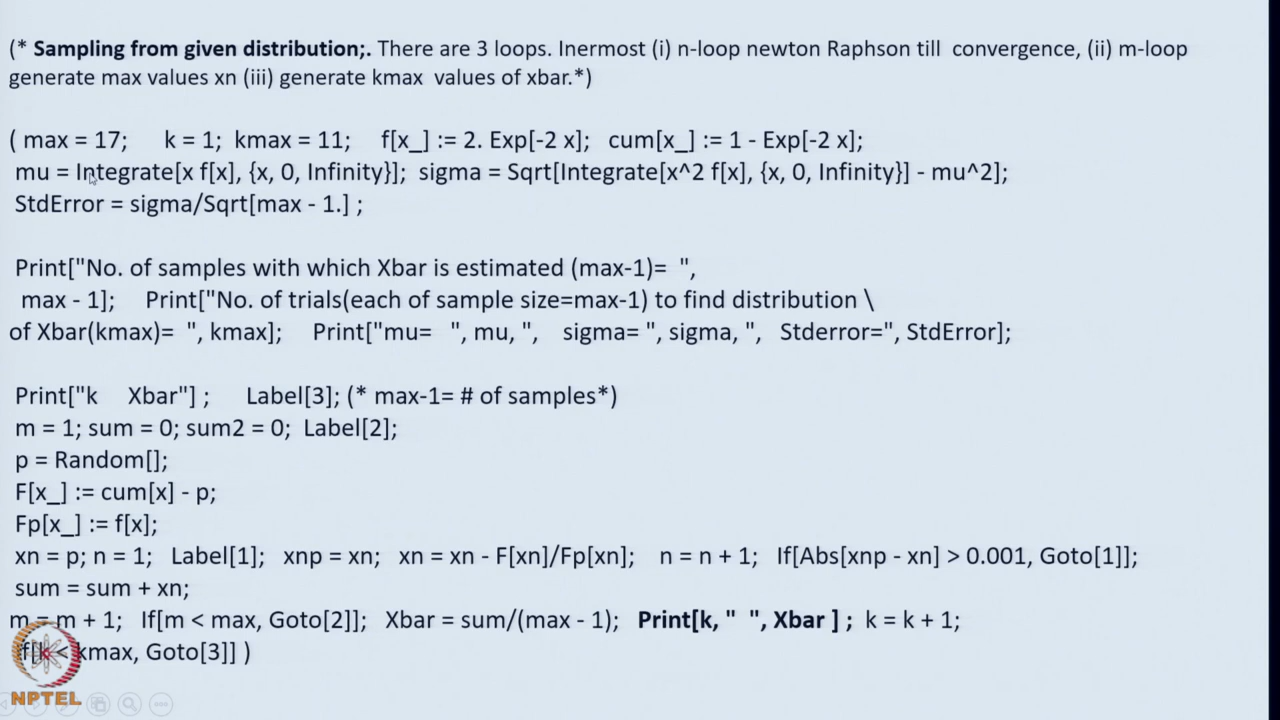 (* Sampling from given distribution;. There are 3 loops. Inermost (i) n-loop newton Raphson till convergence, (ii) m-loop
generate max values xn (iii) generate kmax values of xbar.*)
( max = 17; k = 1; kmax = 11; f[x_] := 2. Exp[-2 x]; cum[x_] := 1 - Exp[-2 x];
mu = Integrate[x f[x], {x, 0, Infinity}]; sigma = Sqrt[Integrate[x^2 f[x], {x, 0, Infinity}] - mu^2];
StdError = sigma/Sqrt[max - 1.] ;
Print["No. of samples with which Xbar is estimated (max-1)= ",
max - 1]; Print["No. of trials(each of sample size=max-1) to find distribution \
of Xbar(kmax)= ", kmax]; Print["mu= ", mu, ", sigma= ", sigma, ", Stderror=", StdError];
Print["k Xbar"] ; Label[3]; (* max-1= # of samples*)
m = 1; sum = 0; sum2 = 0; Label[2];
p = Random[];
F[x_] := cum[x] - p;
Fp[x_] := f[x];
xn = p; n = 1; Label[1]; xnp = xn; xn = xn - F[xn]/Fp[xn]; n = n + 1; If[Abs[xnp - xn] > 0.001, Goto[1]];
sum = sum + xn;
m = m + 1; If[m < max, Goto[2]]; Xbar = sum/(max - 1); Print[k, " ", Xbar ] ; k = k + 1;
If[k < kmax, Goto[3]] )
NPTEL